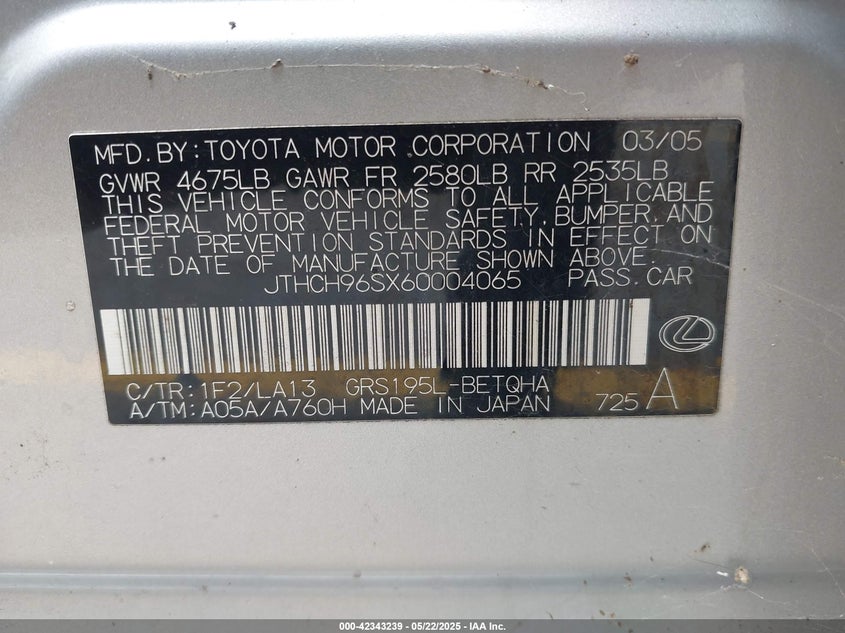 MFD. BY: TOYOTA MOTOR CORPORATION 03/05
GVWR 4675LB GAWR FR 2580LB RR 2535LB
THIS VEHICLE CONFORMS TO ALL APPLICABLE
FEDERAL MOTOR VEHICLE SAFETY, BUMPER, AND
THEFT PREVENTION STANDARDS IN EFFECT ON
THE DATE OF MANUFACTURE SHOWN ABOVE.
JTHCH96SX60004065 PASS. CAR
C/TR: 1F2/LA13 GRS195L-BETQHA
A/TM: A05A/A760H MADE IN JAPAN 725 A
000-42343239 - 05/22/2025 - IAA Inc.